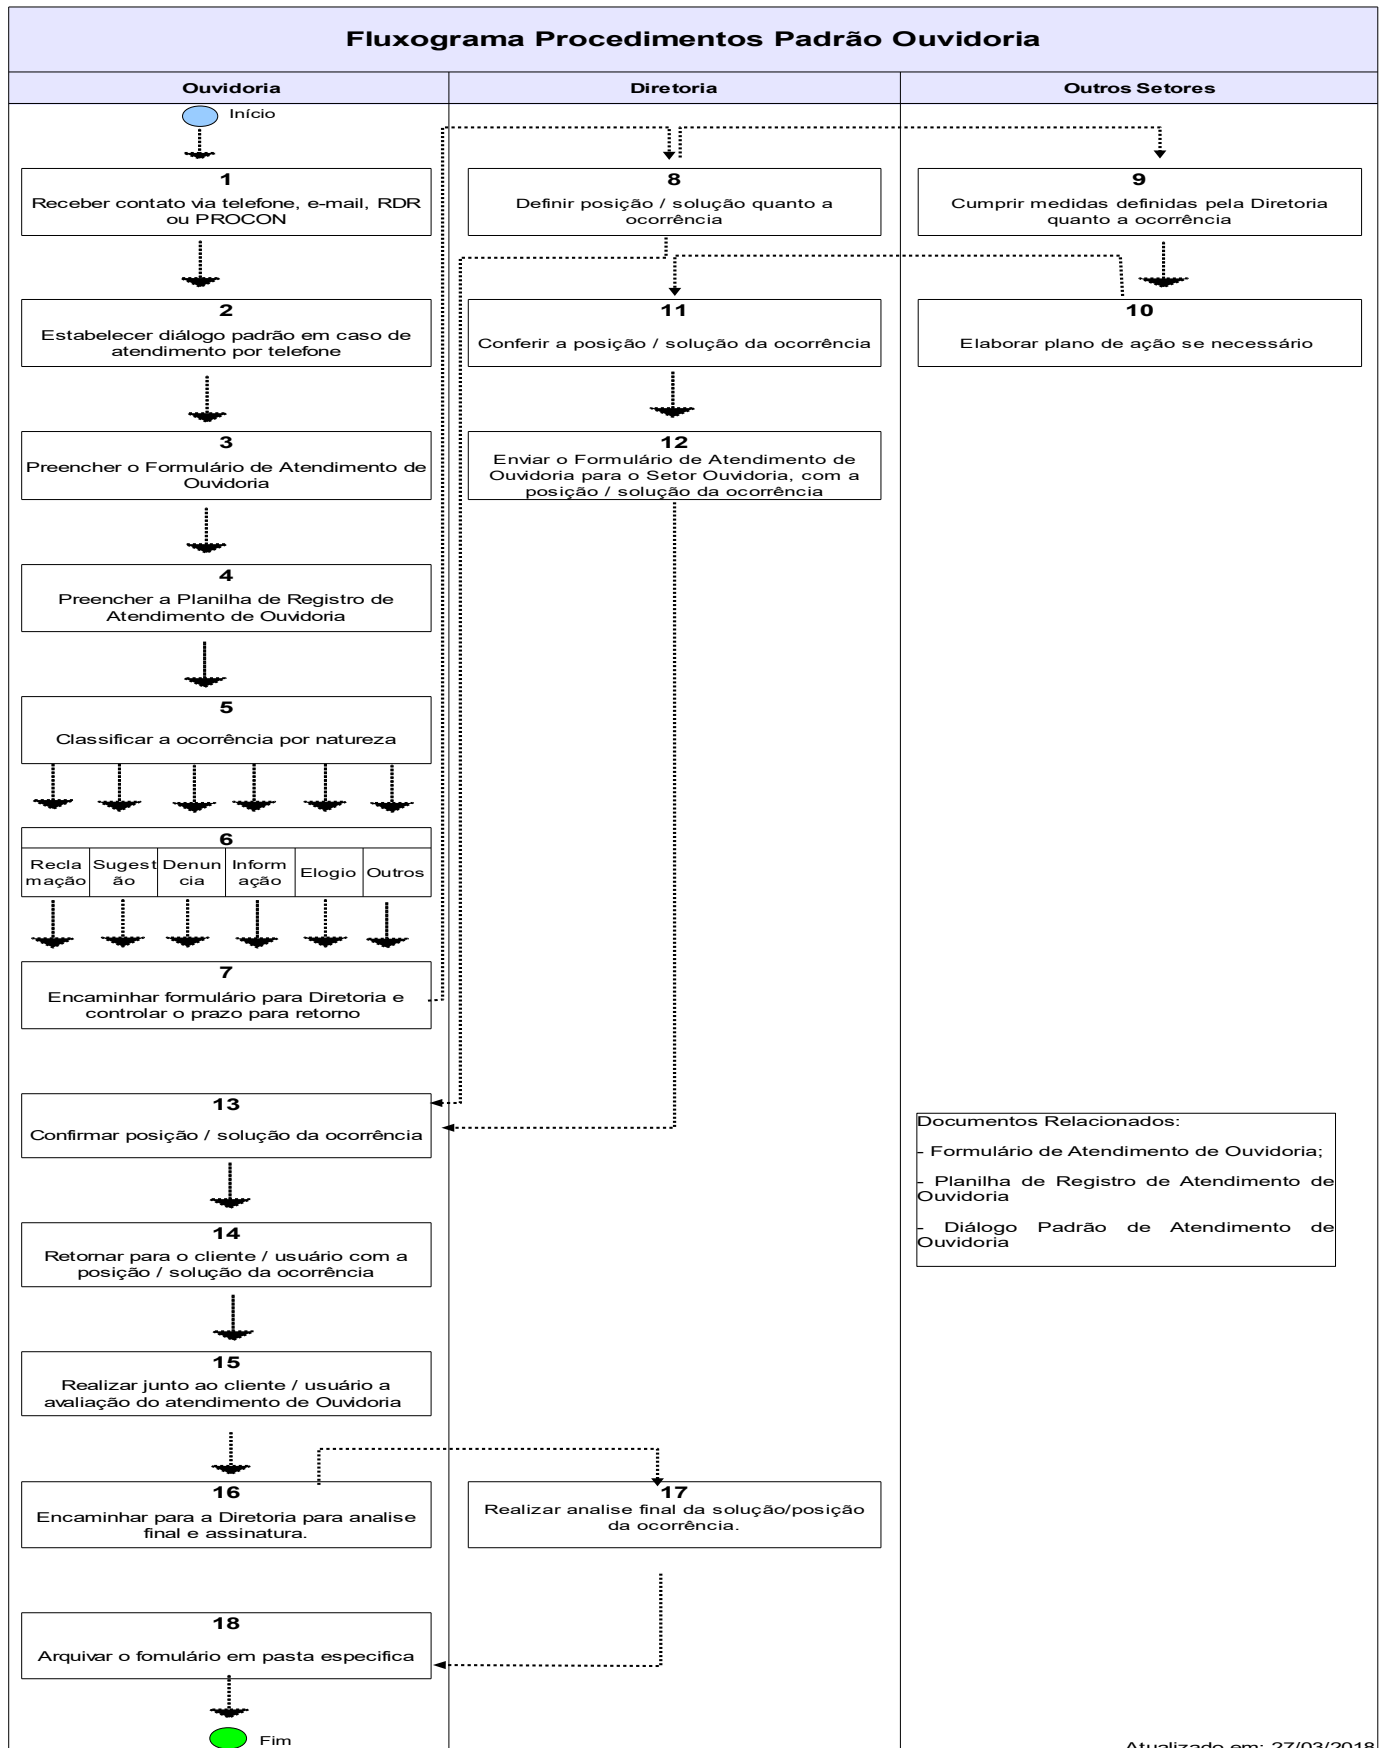 Fluxograma Procedimentos Padrão Ouvidoria
Ouvidoria
Diretoria
Outros Setores
Início
1
Receber contato via telefone, e-mail, RDR
ou PROCON
8
Definir posição / solução quanto a
ocorrência
9
Cumprir medidas definidas pela Diretoria
quanto a ocorrência
2
Estabelecer diálogo padrão em caso de
atendimento por telefone
11
Conferir a posição / solução da ocorrência
10
Elaborar plano de ação se necessário
3
Preencher o Formulário de Atendimento de
Ouvidoria
12
Enviar o Formulário de Atendimento de
Ouvidoria para o Setor Ouvidoria, com a
posição / solução da ocorrência
4
Preencher a Planilha de Registro de
Atendimento de Ouvidoria
5
Classificar a ocorrência por natureza
6
Recla
mação
Sugest
ão
Denun
cia
Inform
ação
Elogio
Outros
7
Encaminhar formulário para Diretoria e
controlar o prazo para retorno
13
Confirmar posição / solução da ocorrência
Documentos Relacionados:
- Formulário de Atendimento de Ouvidoria;
- Planilha de Registro de Atendimento de
Ouvidoria
- Diálogo Padrão de Atendimento de
Ouvidoria
14
Retornar para o cliente / usuário com a
posição / solução da ocorrência
15
Realizar junto ao cliente / usuário a
avaliação do atendimento de Ouvidoria
16
Encaminhar para a Diretoria para analise
final e assinatura.
17
Realizar analise final da solução/posição
da ocorrência.
18
Arquivar o fomulário em pasta especifica
Fim
Atualizado em: 27/03/2018